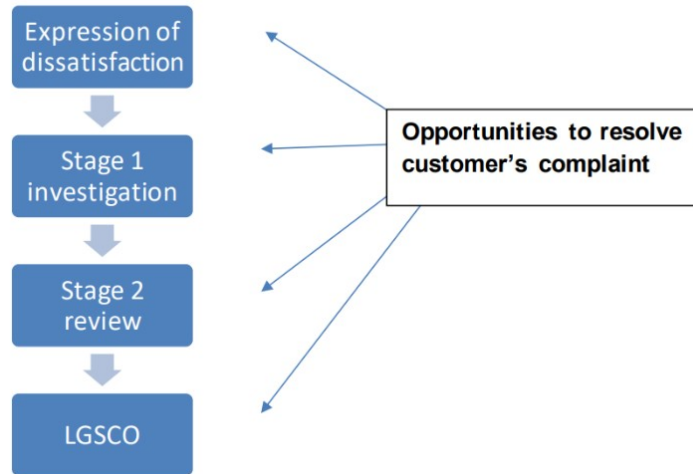 Expression of
dissatisfaction
Stage 1
investigation
Stage 2
review
LGSCO
Opportunities to resolve
customer's complaint